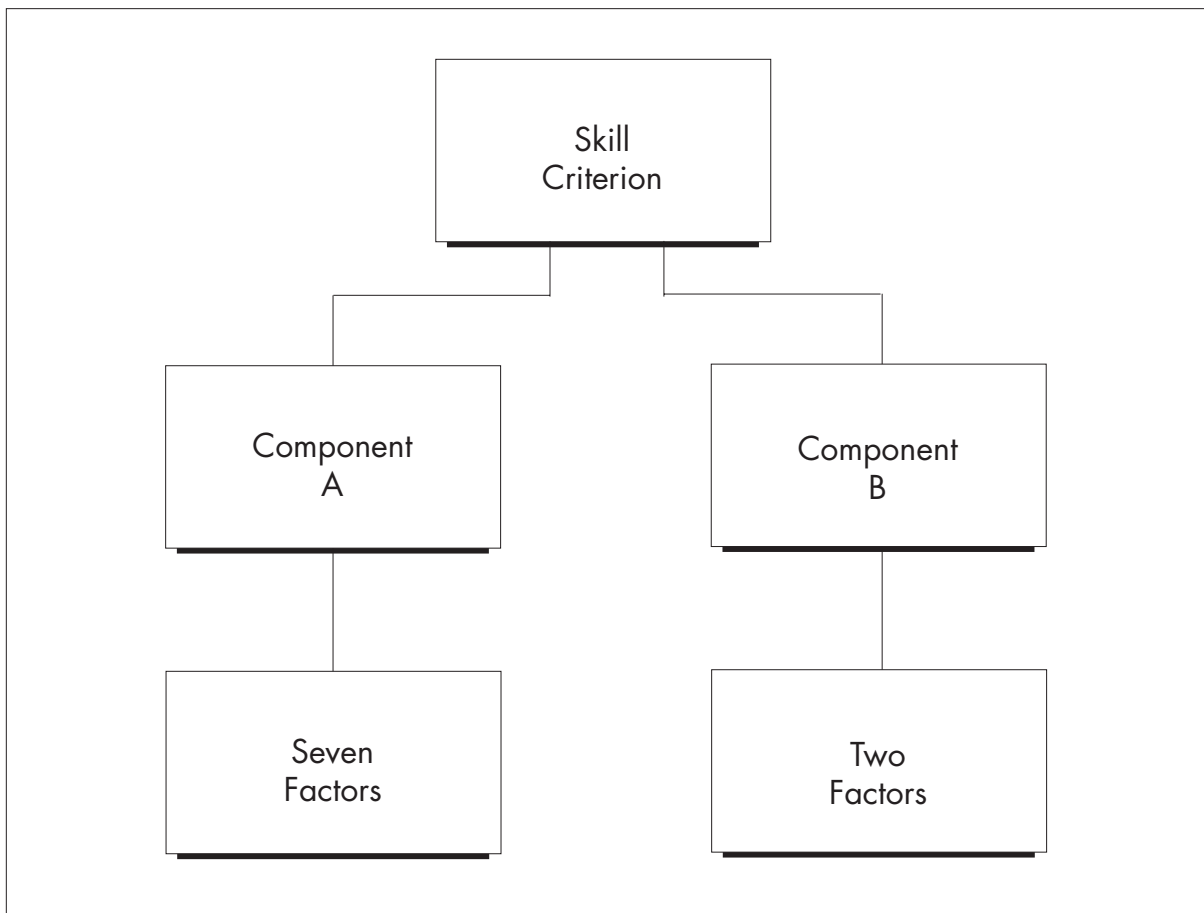 Skill
Criterion
Component
A
Component
B
Seven
Factors
Two
Factors